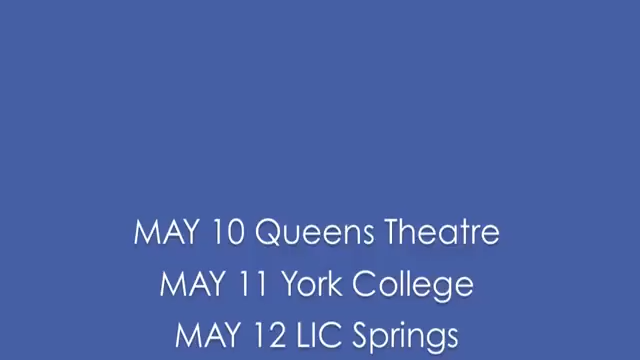 MAY 10 Queens Theatre
MAY 11 York College
MAY 12 LIC Springs